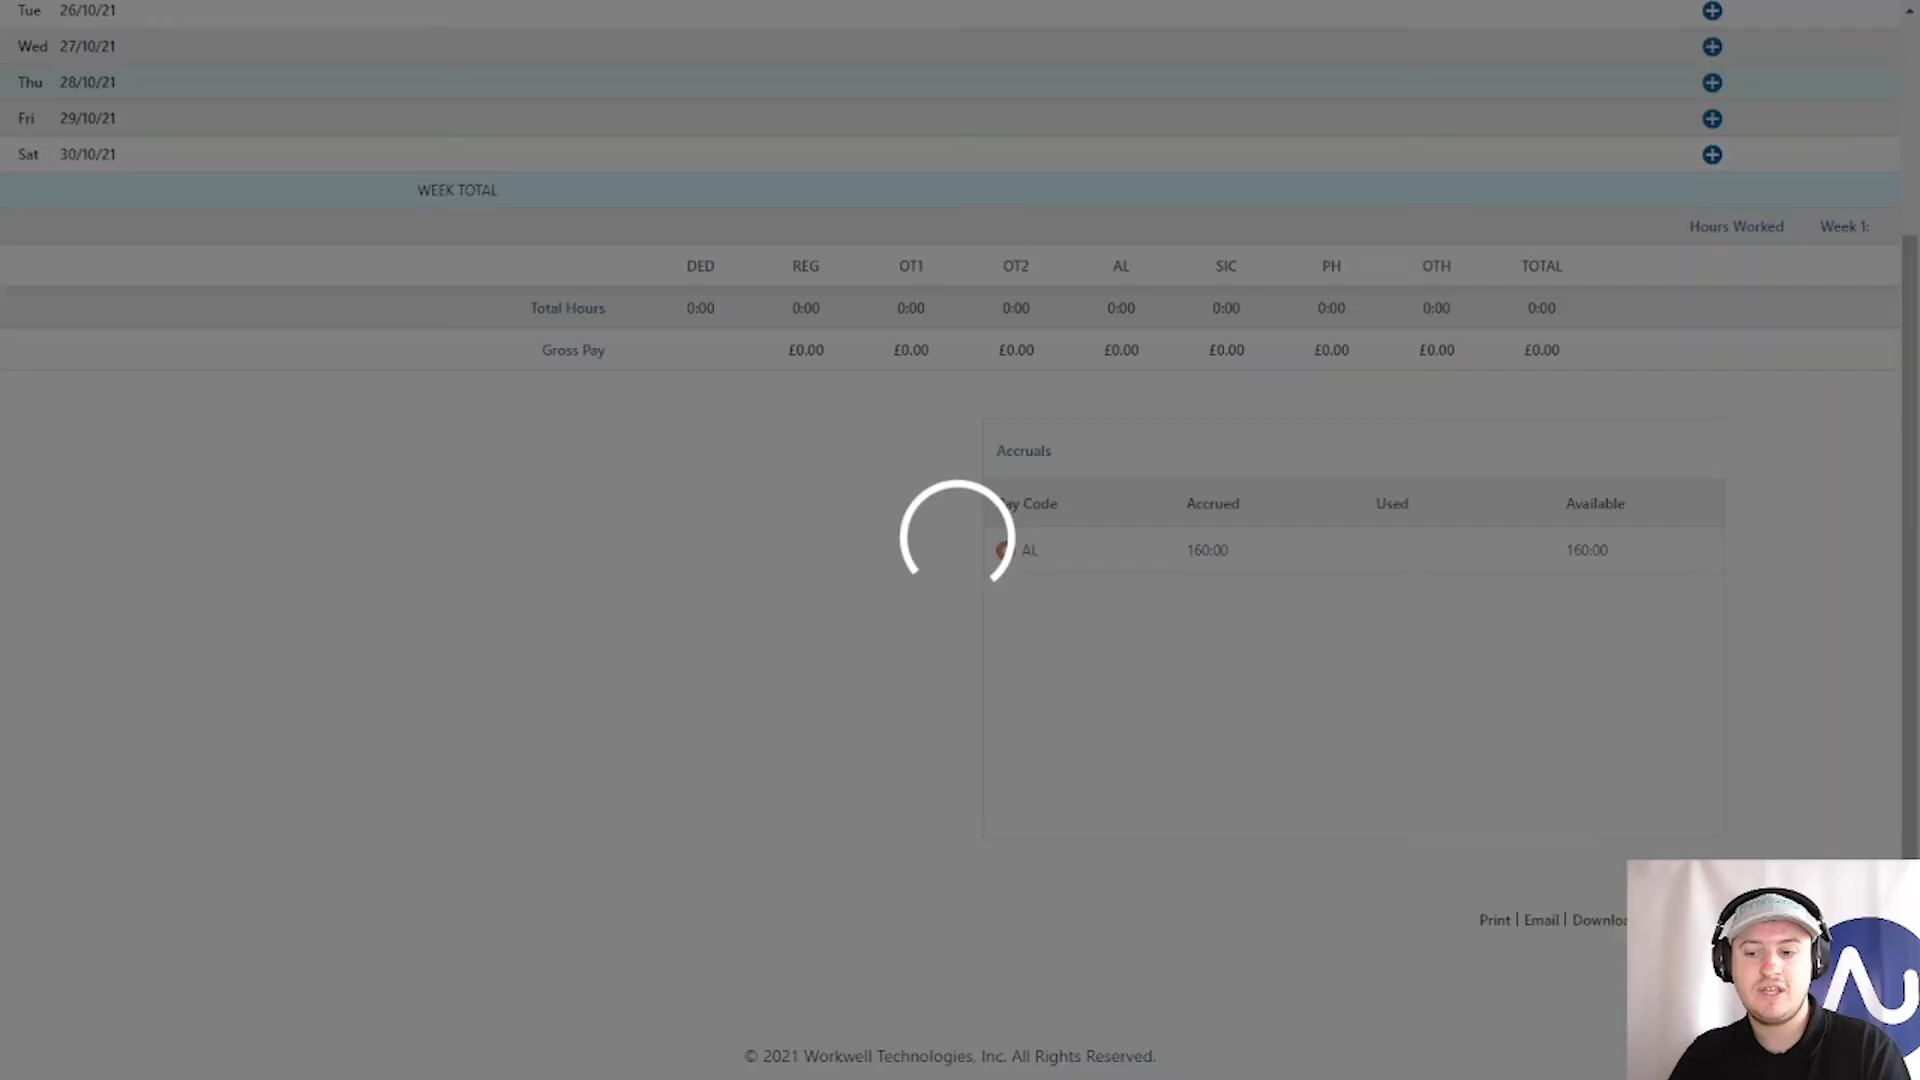 Tue 26/10/21
Wed 27/10/21
Thu 28/10/21
Fri 29/10/21
Sat 30/10/21
WEEK TOTAL
Hours Worked Week 1:
DED REG OT1 OT2 AL SIC PH OTH TOTAL
Total Hours 0:00 0:00 0:00 0:00 0:00 0:00 0:00 0:00 0:00
Gross Pay £0.00 £0.00 £0.00 £0.00 £0.00 £0.00 £0.00 £0.00
Accruals
ay Code Accrued Used Available
AL 160:00 160:00
Print | Email | Downloa
© 2021 Workwell Technologies, Inc. All Rights Reserved.